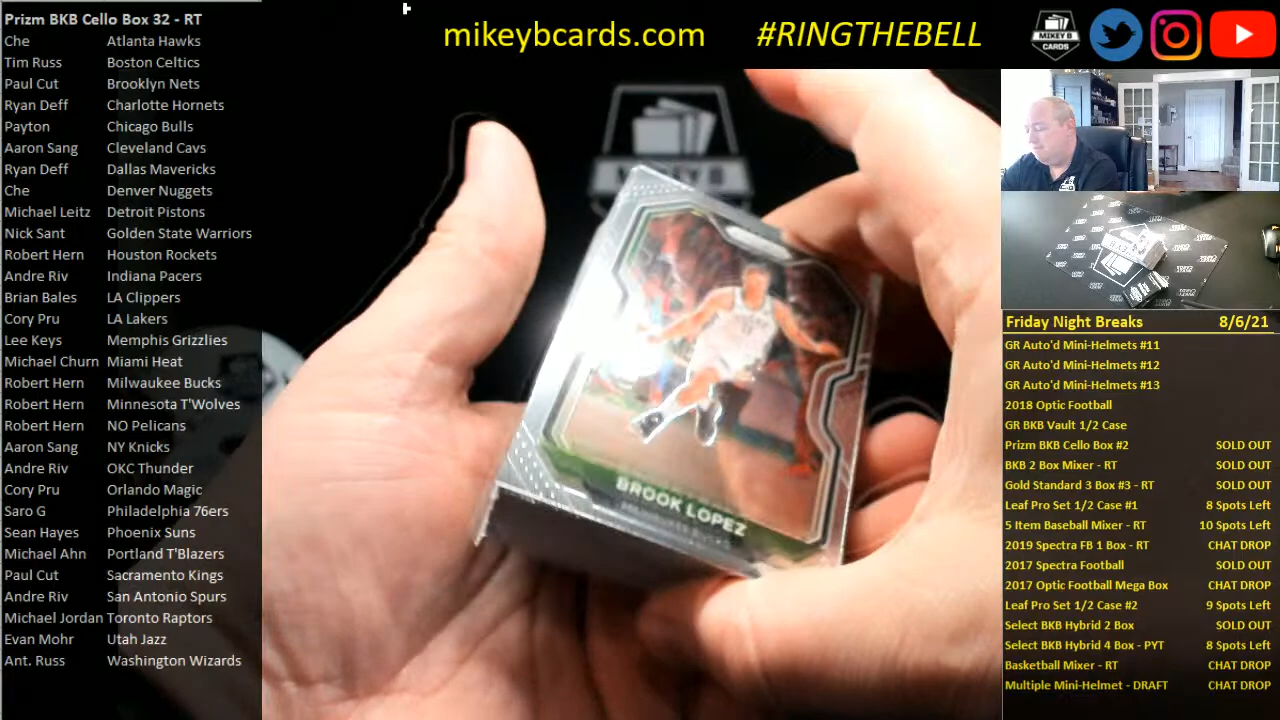 Prizm BKB Cello Box 32 - RT
Che Atlanta Hawks
Tim Russ Boston Celtics
Paul Cut Brooklyn Nets
Ryan Deff Charlotte Hornets
Payton Chicago Bulls
Aaron Sang Cleveland Cavs
Ryan Deff Dallas Mavericks
Che Denver Nuggets
Michael Leitz Detroit Pistons
Nick Sant Golden State Warriors
Robert Hern Houston Rockets
Andre Riv Indiana Pacers
Brian Bales LA Clippers
Cory Pru LA Lakers
Lee Keys Memphis Grizzlies
Michael Churn Miami Heat
Robert Hern Milwaukee Bucks
Robert Hern Minnesota T'Wolves
Robert Hern NO Pelicans
Aaron Sang NY Knicks
Andre Riv OKC Thunder
Cory Pru Orlando Magic
Saro G Philadelphia 76ers
Sean Hayes Phoenix Suns
Michael Ahn Portland T'Blazers
Paul Cut Sacramento Kings
Andre Riv San Antonio Spurs
Michael Jordan Toronto Raptors
Evan Mohr Utah Jazz
Ant. Russ Washington Wizards
mikeybcards.com #RINGTHEBELL
MIKEY B
CARDS
BROOK LOPEZ
MILWAUKEE BUCKS
Friday Night Breaks 8/6/21
GR Auto'd Mini-Helmets #11
GR Auto'd Mini-Helmets #12
GR Auto'd Mini-Helmets #13
2018 Optic Football
GR BKB Vault 1/2 Case
Prizm BKB Cello Box #2 SOLD OUT
BKB 2 Box Mixer - RT SOLD OUT
Gold Standard 3 Box #3 - RT SOLD OUT
Leaf Pro Set 1/2 Case #1 8 Spots Left
5 Item Baseball Mixer - RT 10 Spots Left
2019 Spectra FB 1 Box - RT CHAT DROP
2017 Spectra Football SOLD OUT
2017 Optic Football Mega Box CHAT DROP
Leaf Pro Set 1/2 Case #2 9 Spots Left
Select BKB Hybrid 2 Box SOLD OUT
Select BKB Hybrid 4 Box - PYT 8 Spots Left
Basketball Mixer - RT CHAT DROP
Multiple Mini-Helmet - DRAFT CHAT DROP